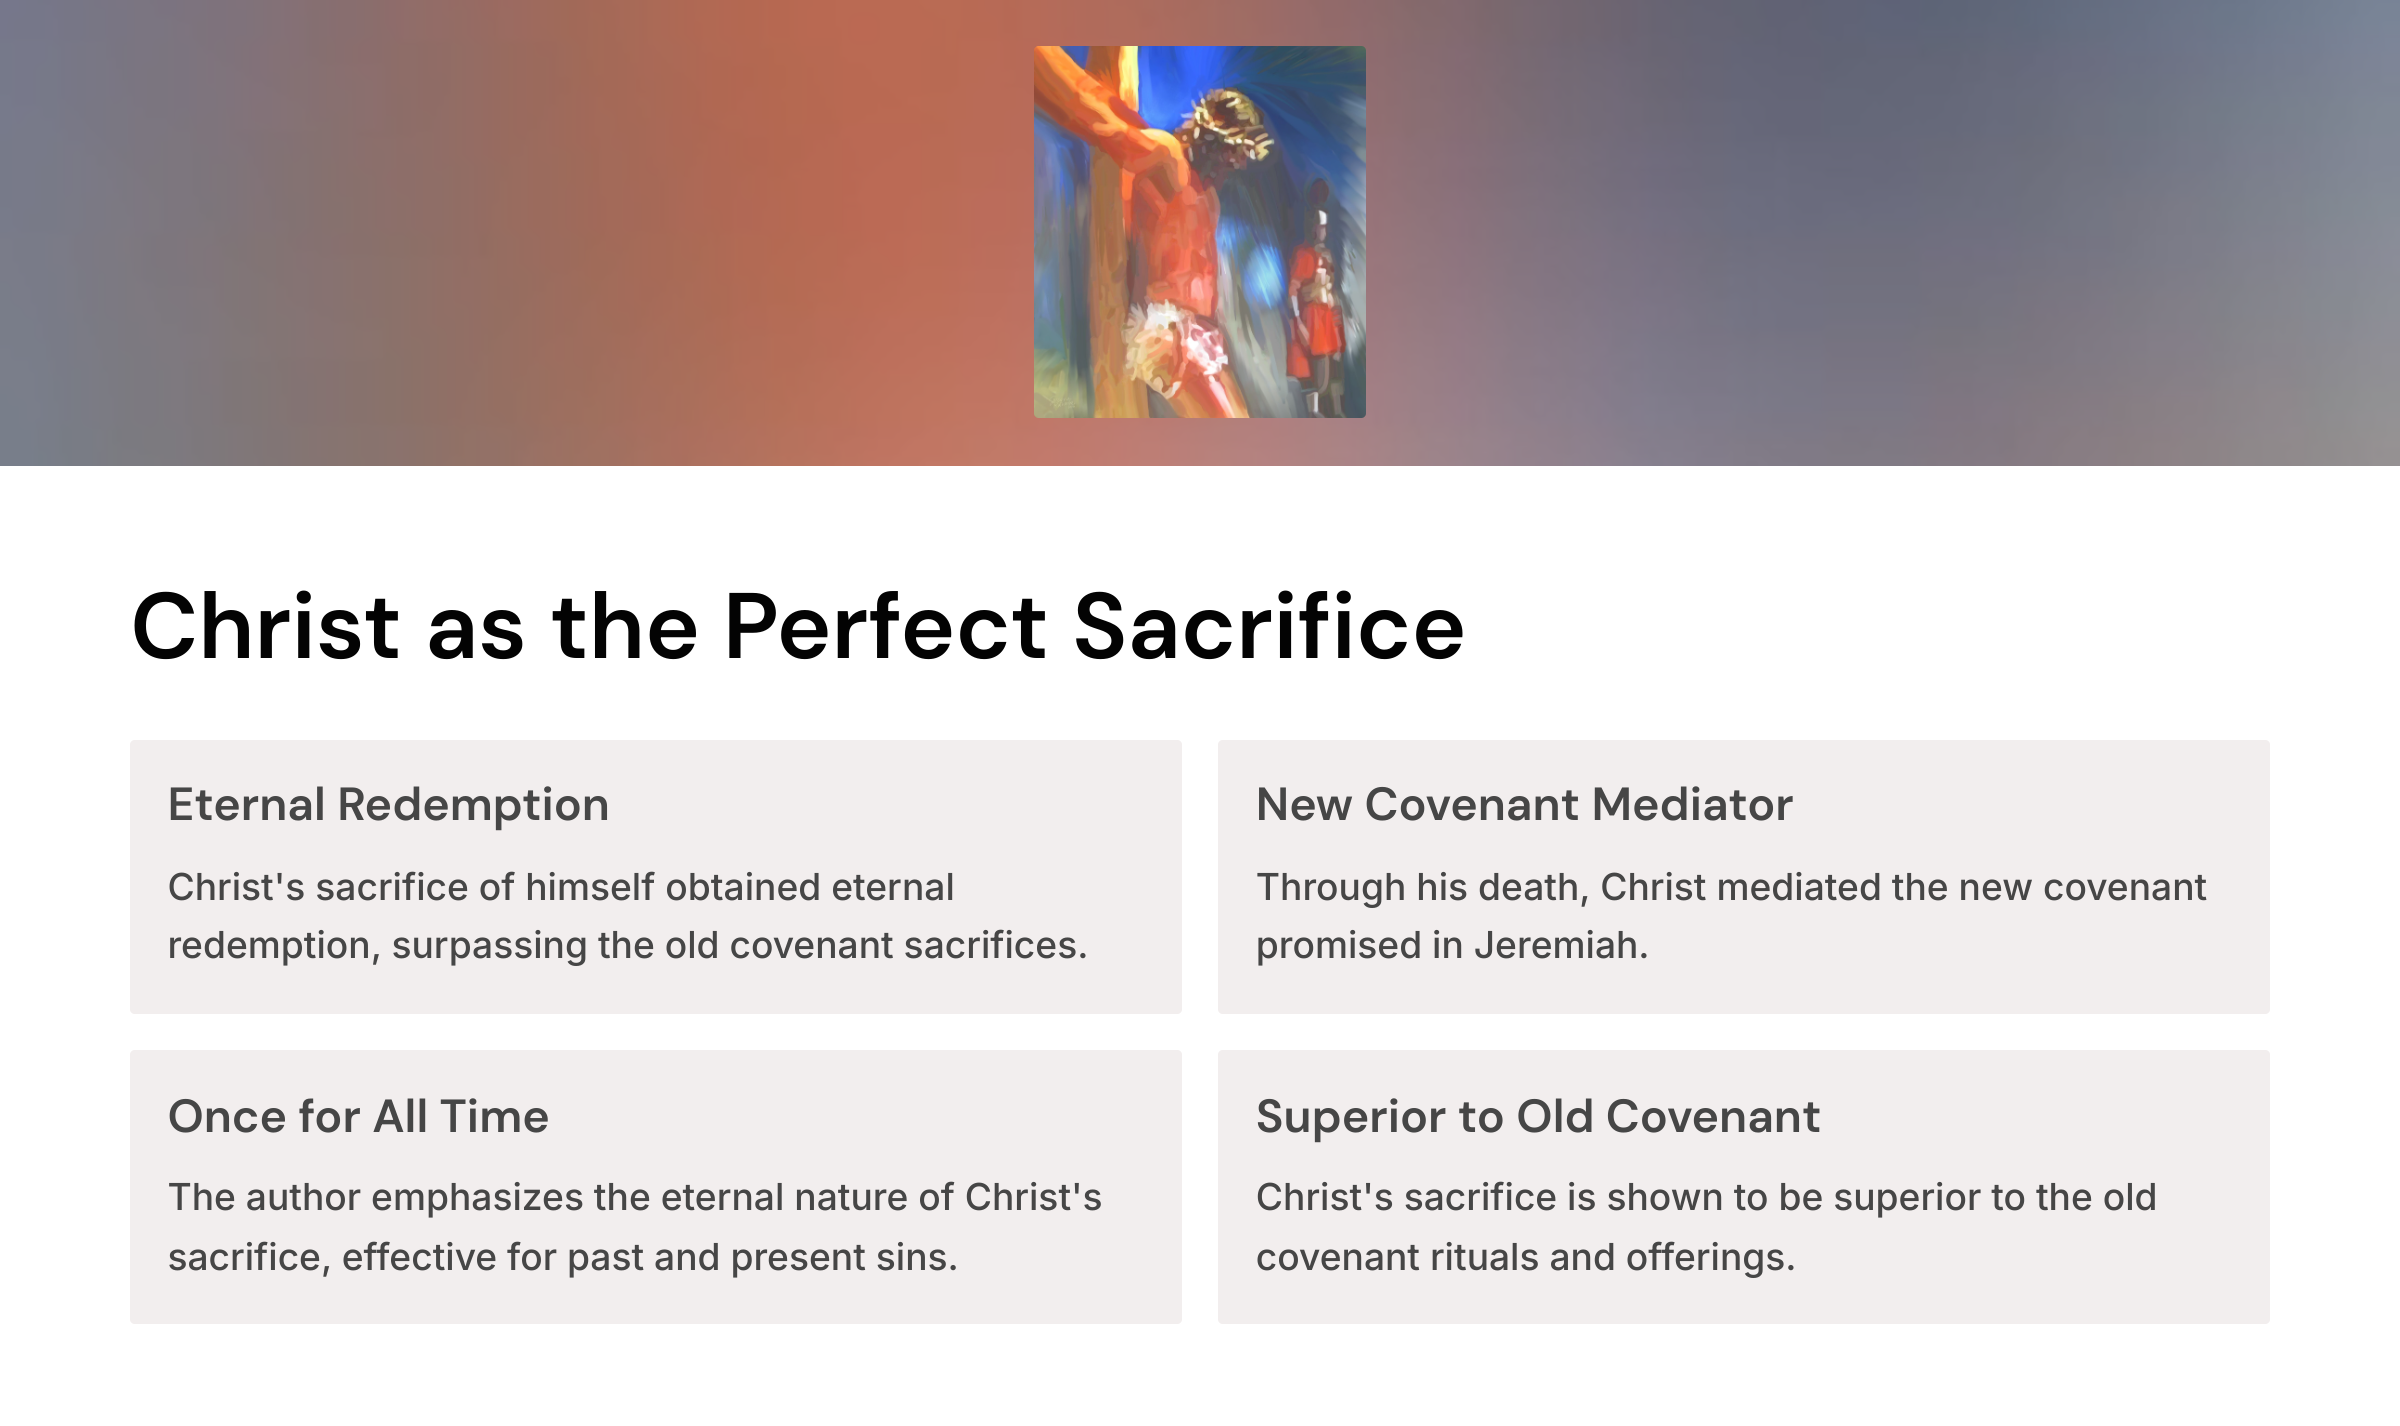 Christ as the Perfect Sacrifice
Eternal Redemption
Christ's sacrifice of himself obtained eternal
redemption, surpassing the old covenant sacrifices.
New Covenant Mediator
Through his death, Christ mediated the new covenant
promised in Jeremiah.
Once for All Time
The author emphasizes the eternal nature of Christ's
sacrifice, effective for past and present sins.
Superior to Old Covenant
Christ's sacrifice is shown to be superior to the old
covenant rituals and offerings.